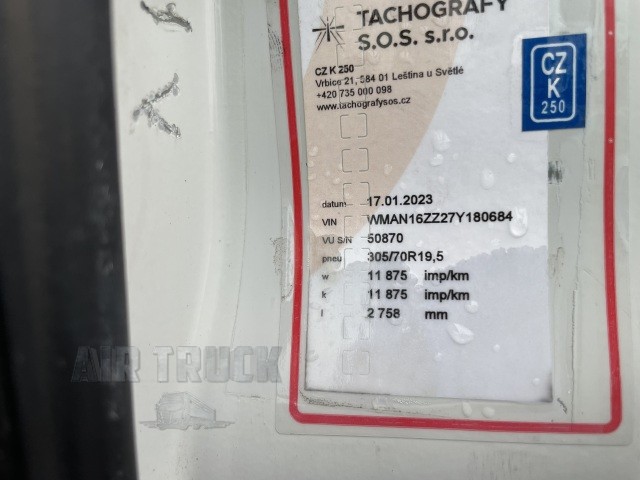 TACHOGRAFY
S.O.S. s.r.o.
CZ K 250
Vrbice 21, 584 01 Leština u Světlé
+420 735 000 098
www.tachografysos.cz
CZ
K
250
datum 17.01.2023
VIN WMAN16ZZ27Y180684
VU S/N 50870
pneu 305/70R19,5
w 11 875 imp/km
k 11 875 imp/km
l 2 758 mm
AIR TRUCK